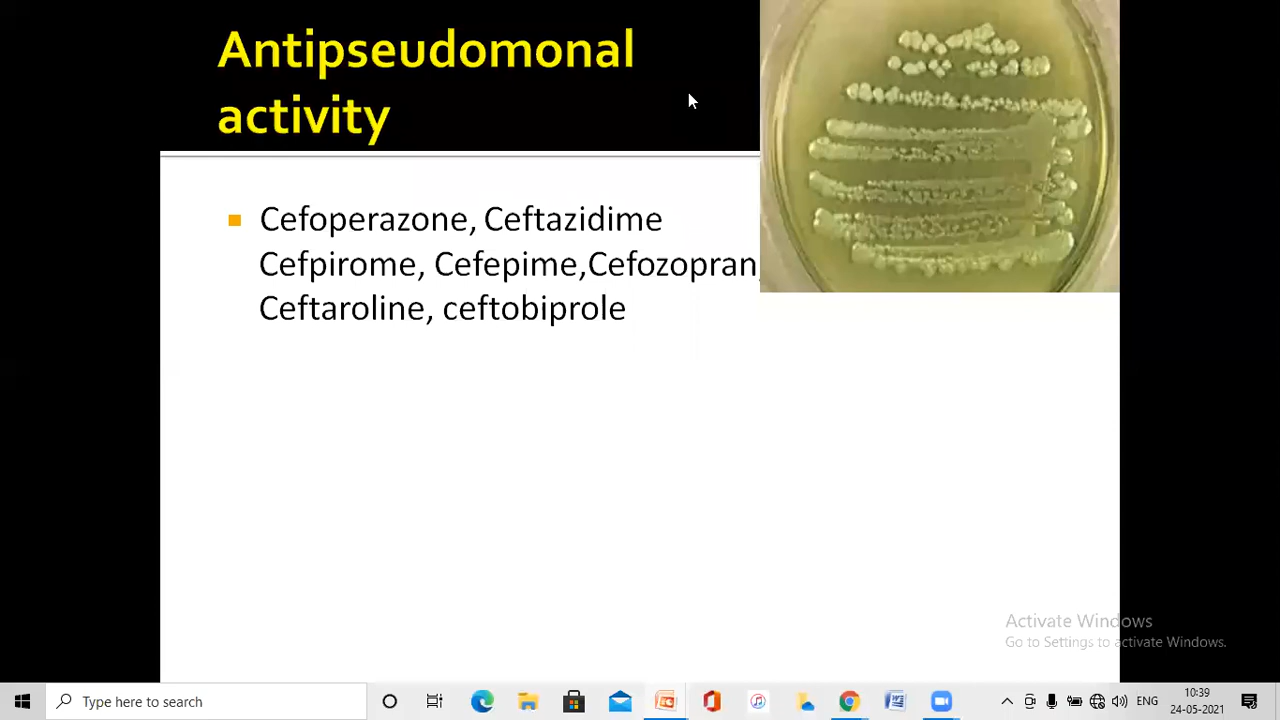 Antipseudomonal
activity
Cefoperazone, Ceftazidime
Cefpirome, Cefepime,Cefozopran,
Ceftaroline, ceftobiprole
Activate Windows
Go to Settings to activate Windows.
Type here to search
ENG
10:39
24-05-2021